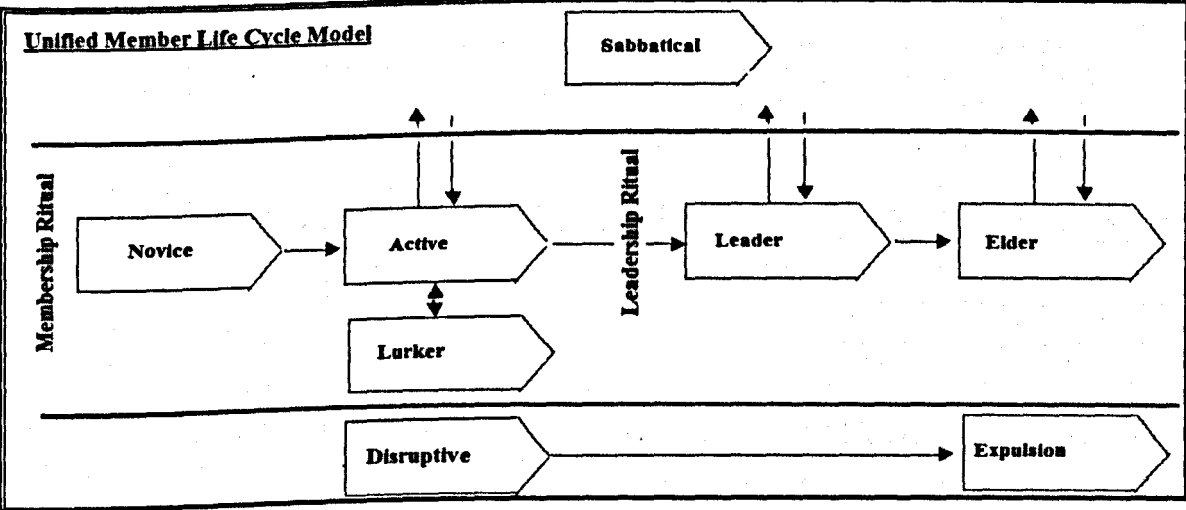 Unified Member Life Cycle Model
Sabbatical
Membership Ritual
Novice
Active
Leadership Ritual
Leader
Elder
Lurker
Disruptive
Expulsion